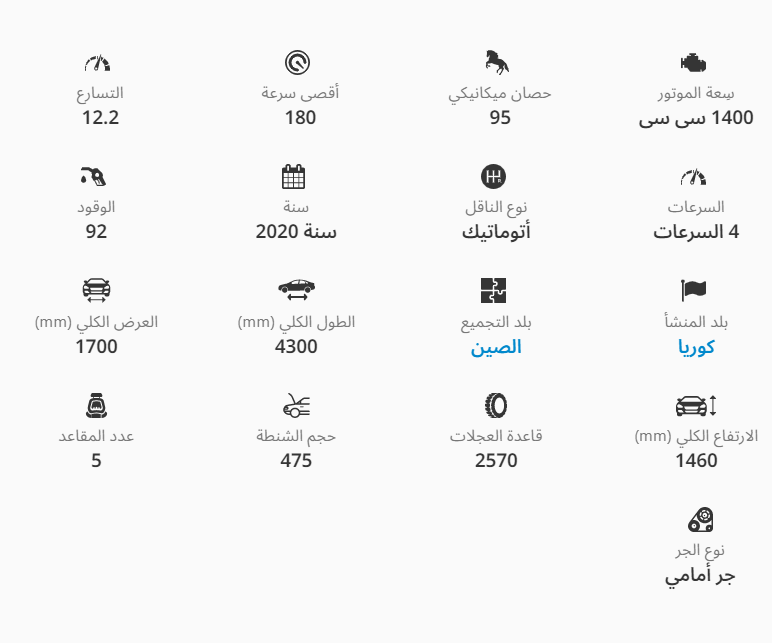 سعة الموتور
1400 سى سى
حصان ميكانيكي
95
أقصى سرعة
180
التسارع
12.2
السرعات
4 السرعات
نوع الناقل
أتوماتيك
سنة
سنة 2020
الوقود
92
بلد المنشأ
كوريا
بلد التجميع
الصين
الطول الكلي (mm)
4300
العرض الكلي (mm)
1700
الارتفاع الكلي (mm)
1460
قاعدة العجلات
2570
حجم الشنطة
475
عدد المقاعد
5
نوع الجر
جر أمامي